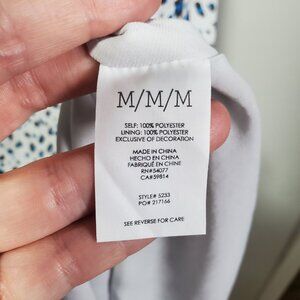 M/M/M
SELF: 100% POLYESTER
LINING: 100% POLYESTER
EXCLUSIVE OF DECORATION
MADE IN CHINA
HECHO EN CHINA
FABRIQUÉ EN CHINE
RN#54077
CA#59814
STYLE# 5233
PO# 217166
SEE REVERSE FOR CARE